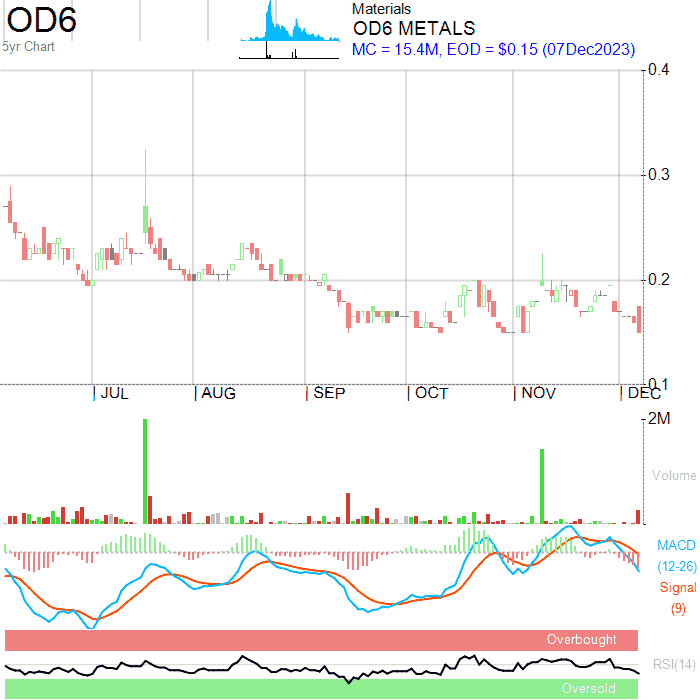 OD6
5yr Chart
Materials
OD6 METALS
MC = 15.4M, EOD = $0.15 (07Dec2023)
0.4
0.3
0.2
0.1
JUL AUG SEP OCT NOV DEC
2M
Volume
MACD
(12-26)
Signal
(9)
Overbought
RSI(14)
Oversold